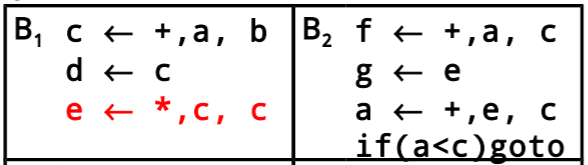 B₁ c ← +,a, b
d ← c
e ← *,c, c
B₂ f ← +,a, c
g ← e
a ← +,e, c
if(a<c)goto